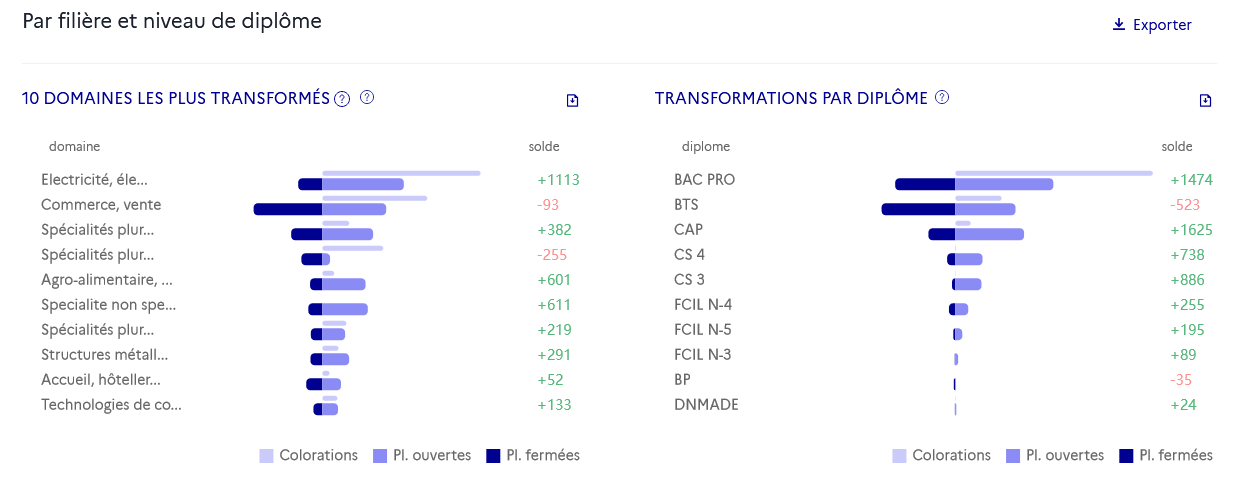 Par filière et niveau de diplôme
Exporter
10 DOMAINES LES PLUS TRANSFORMÉS ? ?
domaine solde
Electricité, éle... +1113
Commerce, vente -93
Spécialités plur... +382
Spécialités plur... -255
Agro-alimentaire, ... +601
Specialite non spe... +611
Spécialités plur... +219
Structures métall... +291
Accueil, hôteller... +52
Technologies de co... +133
Colorations Pl. ouvertes Pl. fermées
TRANSFORMATIONS PAR DIPLÔME ?
diplome solde
BAC PRO +1474
BTS -523
CAP +1625
CS 4 +738
CS 3 +886
FCIL N-4 +255
FCIL N-5 +195
FCIL N-3 +89
BP -35
DNMADE +24
Colorations Pl. ouvertes Pl. fermées